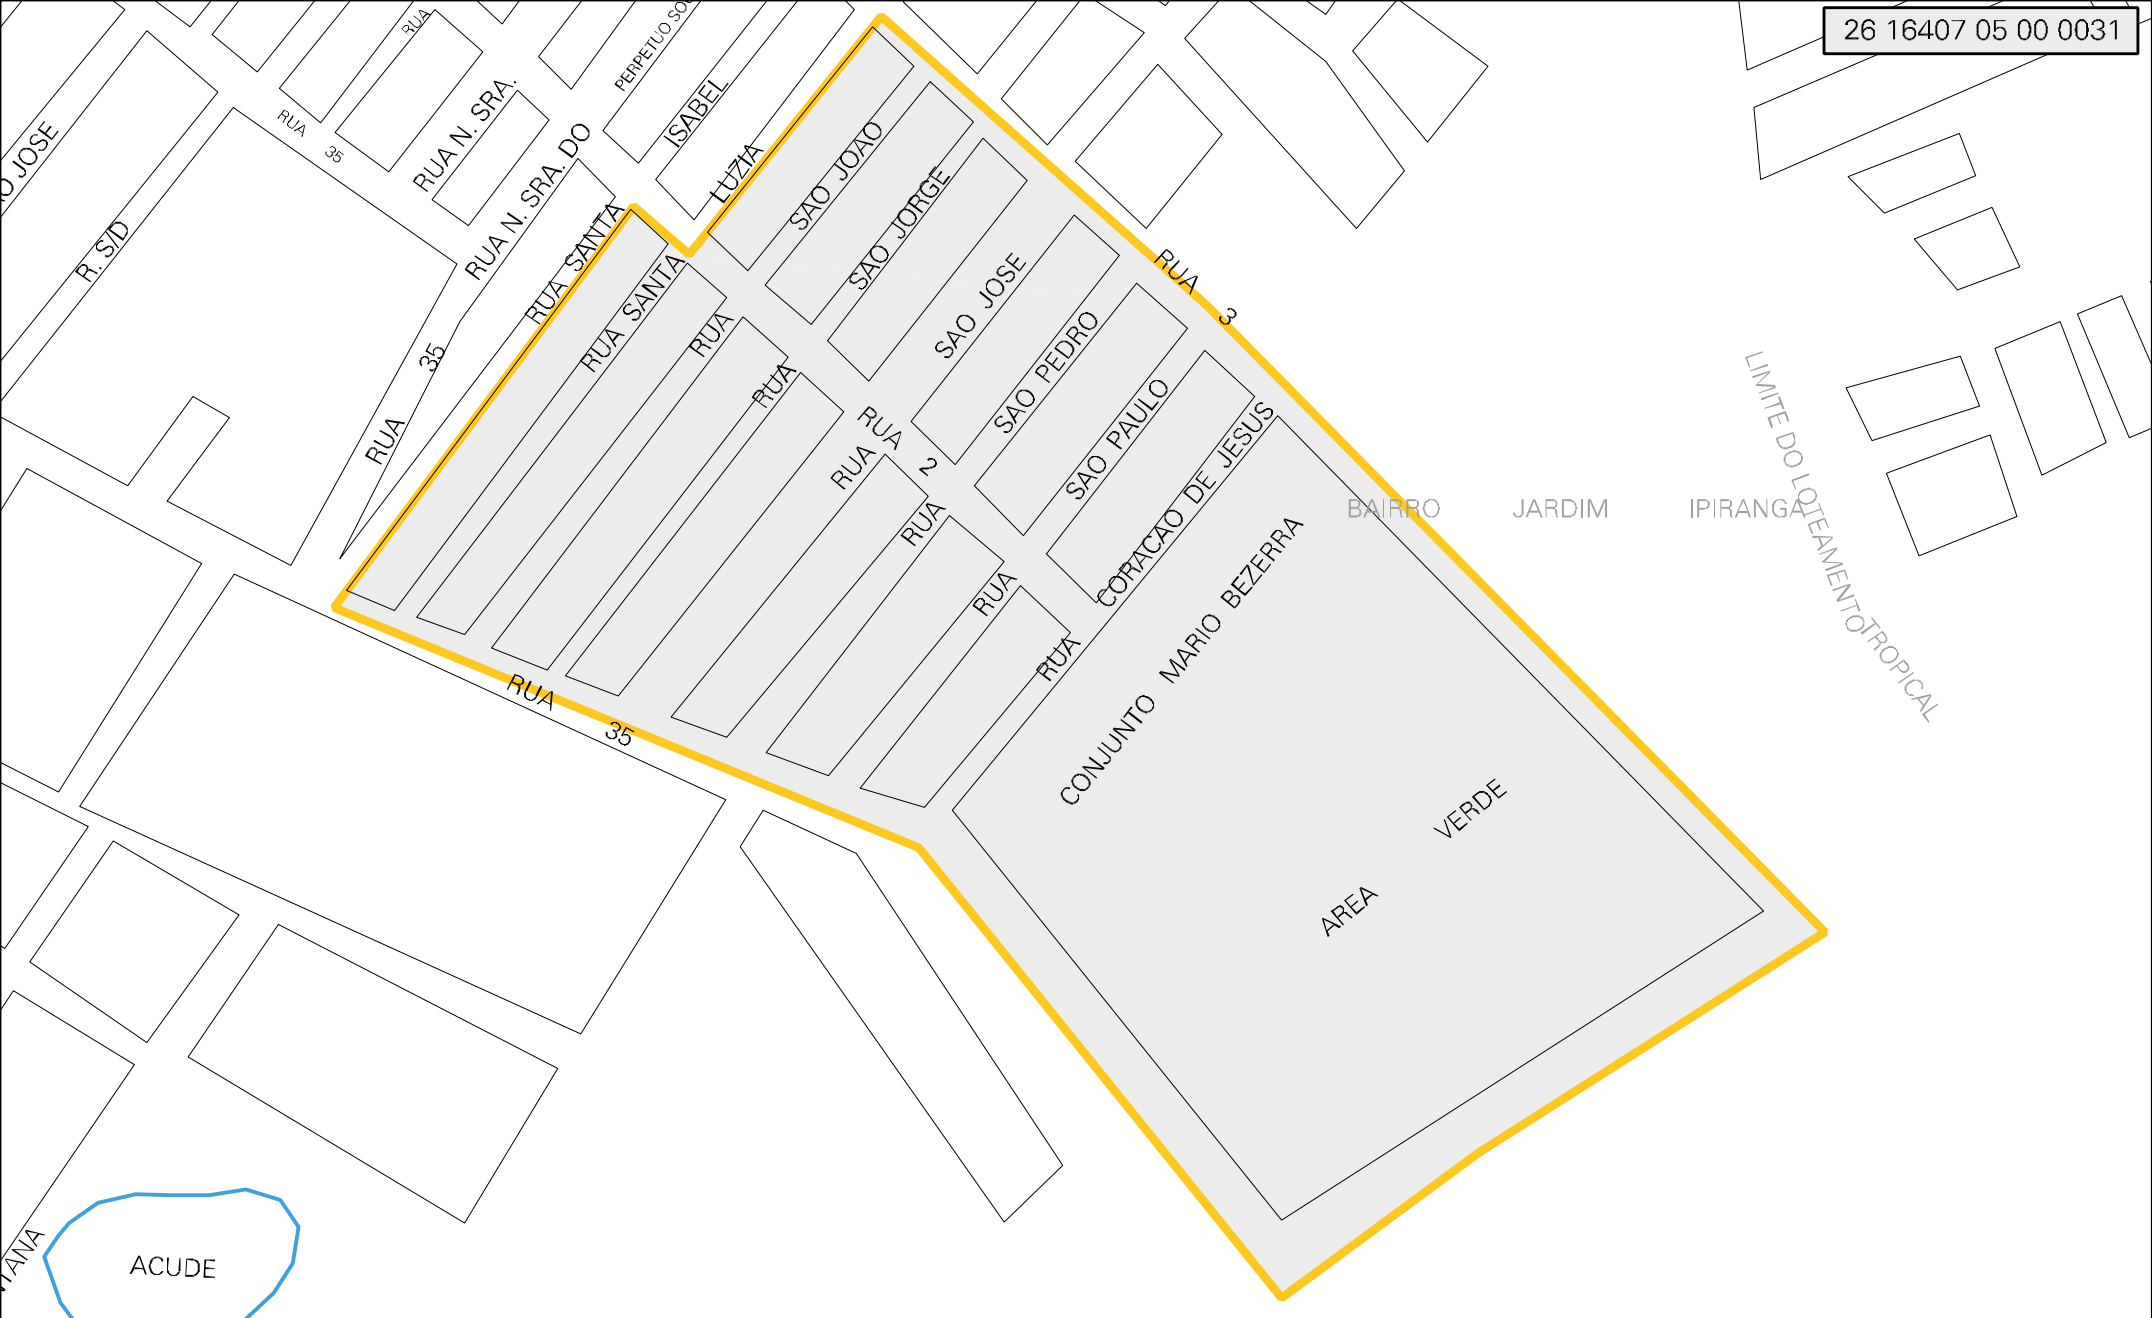 26 16407 05 00 0031
RUA
PERPETUO
RUA 35
RUA N. SRA.
ISABEL
JOSE
RUA N. SRA. DO
LUZIA
R. S/D
RUA SANTA
RUA SANTA
SAO JOAO
SAO JORGE
SAO JOSE
SAO PEDRO
SAO PAULO
CORACAO DE JESUS
RUA 3
RUA 35
RUA
RUA
RUA 2
RUA
RUA
RUA
RUA
BAIRRO JARDIM IPIRANGA
LIMITE DO LOTEAMENTO TROPICAL
CONJUNTO MARIO BEZERRA
RUA 35
AREA VERDE
ACUDE